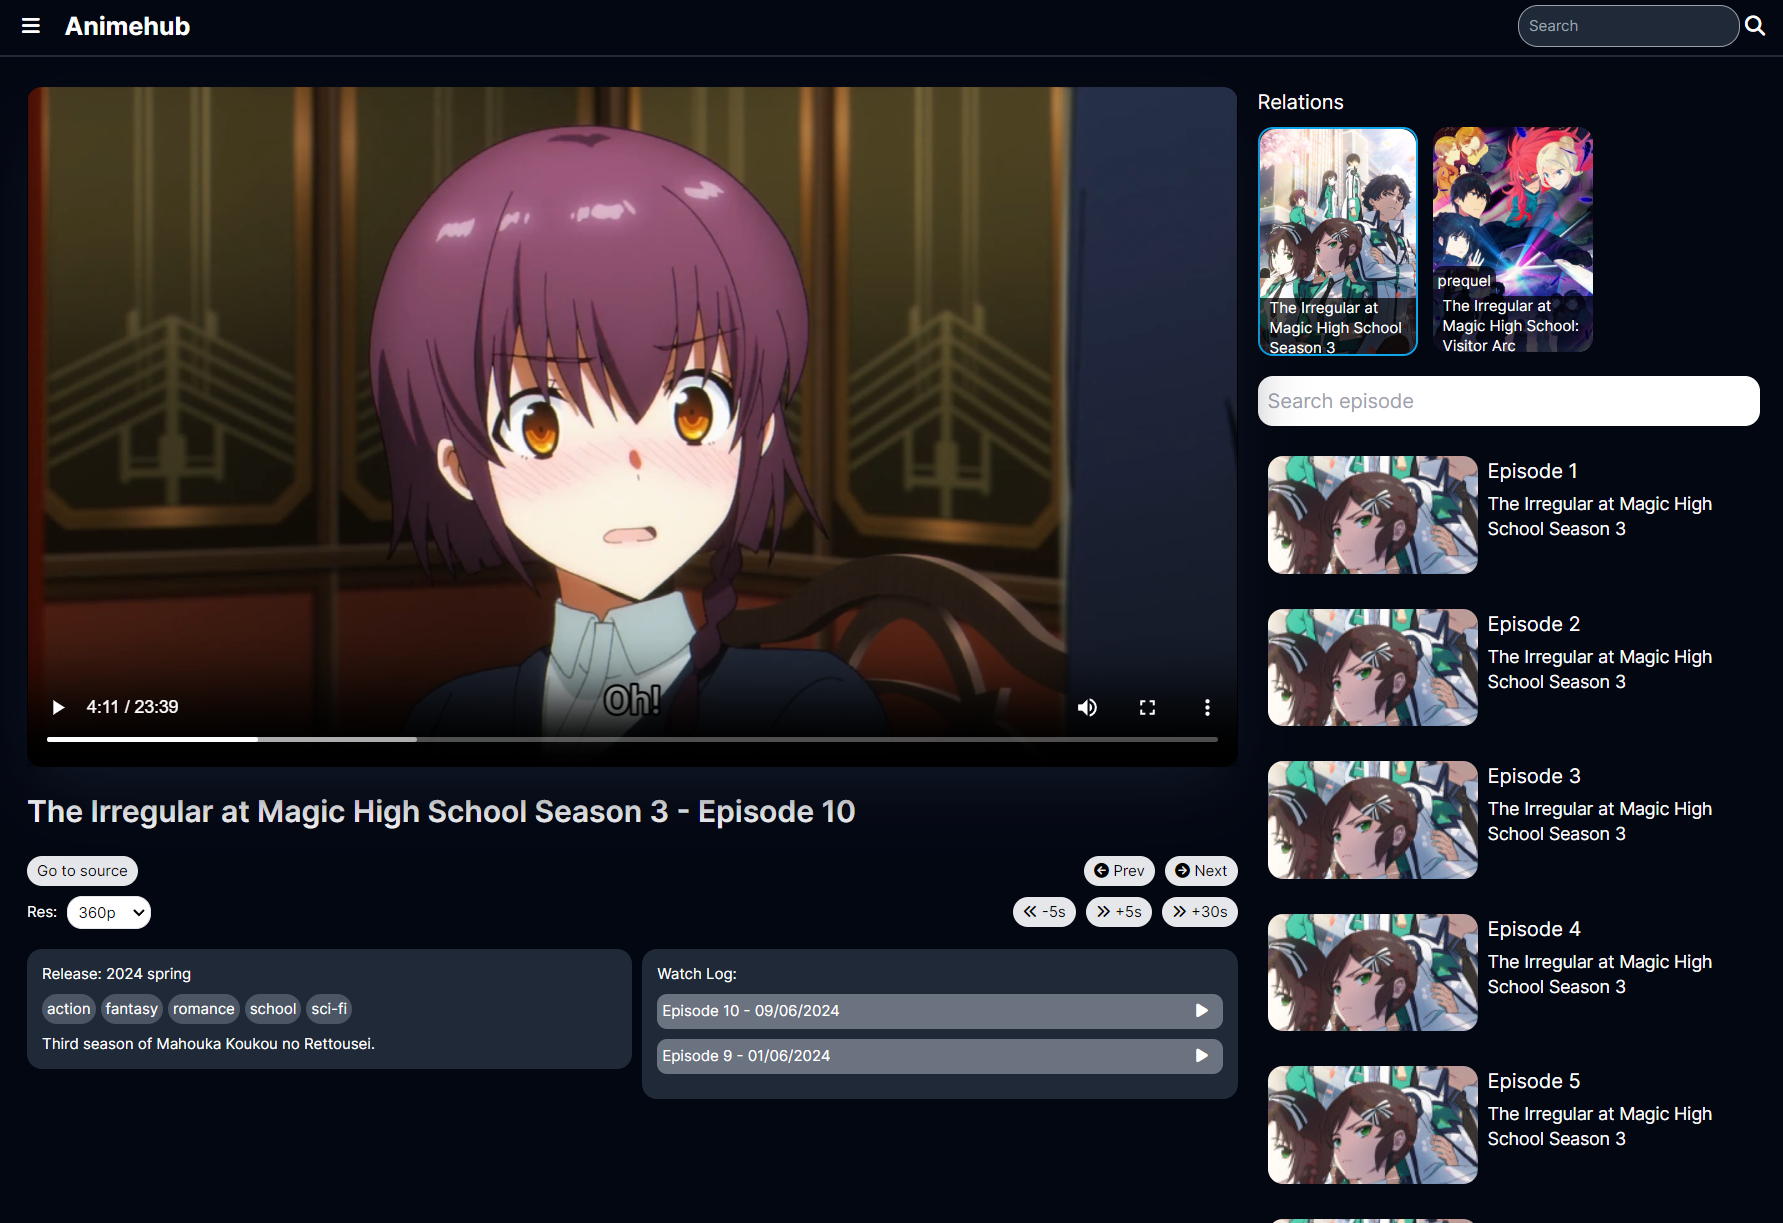 Animehub
Search
Oh!
4:11 / 23:39
The Irregular at Magic High School Season 3 - Episode 10
Go to source
Prev
Next
Res:
360p
-5s
+5s
+30s
Release: 2024 spring
action
fantasy
romance
school
sci-fi
Third season of Mahouka Koukou no Rettousei.
Watch Log:
Episode 10 - 09/06/2024
Episode 9 - 01/06/2024
Relations
The Irregular at
Magic High School
Season 3
prequel
The Irregular at
Magic High School:
Visitor Arc
Search episode
Episode 1
The Irregular at Magic High
School Season 3
Episode 2
The Irregular at Magic High
School Season 3
Episode 3
The Irregular at Magic High
School Season 3
Episode 4
The Irregular at Magic High
School Season 3
Episode 5
The Irregular at Magic High
School Season 3